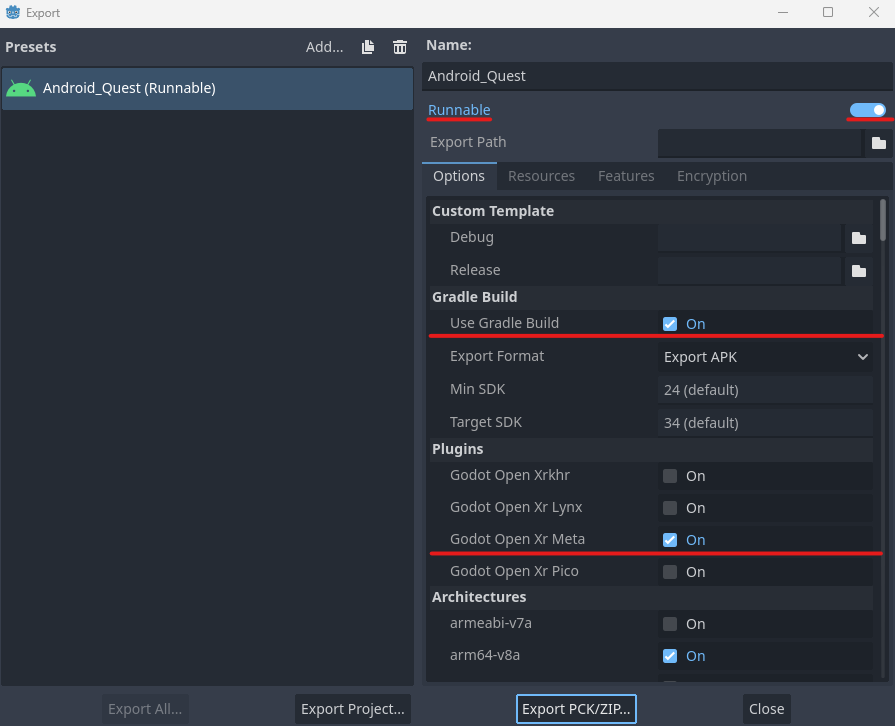 Export
Presets
Add...
Android_Quest (Runnable)
Name:
Android_Quest
Runnable
Export Path
Options Resources Features Encryption
Custom Template
Debug
Release
Gradle Build
Use Gradle Build On
Export Format Export APK
Min SDK 24 (default)
Target SDK 34 (default)
Plugins
Godot Open Xrkhr On
Godot Open Xr Lynx On
Godot Open Xr Meta On
Godot Open Xr Pico On
Architectures
armeabi-v7a On
arm64-v8a On
Export All... Export Project... Export PCK/ZIP... Close